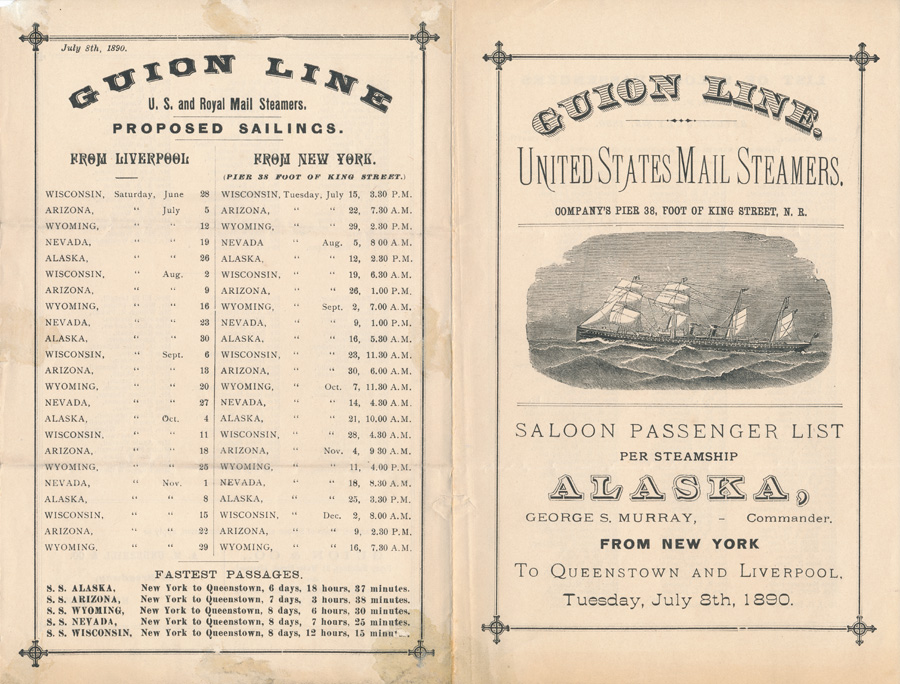 July 8th, 1890.
GUION LINE
U. S. and Royal Mail Steamers.
PROPOSED SAILINGS.
FROM LIVERPOOL FROM NEW YORK.
(PIER 38 FOOT OF KING STREET.)
WISCONSIN, Saturday, June 28 WISCONSIN, Tuesday, July 15, 3.30 P.M.
ARIZONA, “ July 5 ARIZONA, “ “ 22, 7.30 A.M.
WYOMING, “ “ 12 WYOMING, “ “ 29, 2.30 P.M.
NEVADA, “ “ 19 NEVADA “ Aug. 5, 8 00 A.M.
ALASKA, “ “ 26 ALASKA, “ “ 12, 2.30 P.M.
WISCONSIN, “ Aug. 2 WISCONSIN, “ “ 19, 6.30 A.M.
ARIZONA, “ “ 9 ARIZONA, “ “ 26, 1.00 P.M.
WYOMING, “ “ 16 WYOMING, “ Sept. 2, 7.00 A.M.
NEVADA, “ “ 23 NEVADA, “ “ 9, 1.00 P.M.
ALASKA, “ “ 30 ALASKA, “ “ 16, 5.30 A.M.
WISCONSIN, “ Sept. 6 WISCONSIN, “ “ 23, 11.30 A.M.
ARIZONA, “ “ 13 ARIZONA, “ “ 30, 6.00 A.M.
WYOMING, “ “ 20 WYOMING, “ Oct. 7, 11.30 A.M.
NEVADA, “ “ 27 NEVADA, “ “ 14, 4.30 A.M.
ALASKA, “ Oct. 4 ALASKA, “ “ 21, 10.00 A.M.
WISCONSIN. “ “ 11 WISCONSIN, “ “ 28, 4.30 A.M.
ARIZONA, “ “ 18 ARIZONA, “ Nov. 4, 9 30 A.M.
WYOMING, “ “ 25 WYOMING, “ “ 11, 4.00 P.M.
NEVADA, “ Nov. 1 NEVADA, “ “ 18, 8.30 A.M.
ALASKA, “ “ 8 ALASKA, “ “ 25, 3.30 P.M.
WISCONSIN, “ “ 15 WISCONSIN, “ Dec. 2, 8.00 A.M.
ARIZONA, “ “ 22 ARIZONA, “ “ 9, 2.30 P.M.
WYOMING. “ “ 29 WYOMING, “ “ 16, 7.30 A.M.
FASTEST PASSAGES.
S. S. ALASKA, New York to Queenstown, 6 days, 18 hours, 37 minutes.
S. S. ARIZONA, New York to Queenstown, 7 days, 3 hours, 38 minutes.
S. S. WYOMING, New York to Queenstown, 8 days, 6 hours, 30 minutes.
S. S. NEVADA, New York to Queenstown, 8 days, 7 hours, 25 minutes.
S. S. WISCONSIN, New York to Queenstown, 8 days, 12 hours, 15
GUION LINE.
UNITED STATES MAIL STEAMERS.
COMPANY'S PIER 38, FOOT OF KING STREET, N. R.
SALOON PASSENGER LIST
PER STEAMSHIP
ALASKA,
GEORGE S. MURRAY, – Commander.
FROM NEW YORK
TO QUEENSTOWN AND LIVERPOOL,
Tuesday, July 8th, 1890.